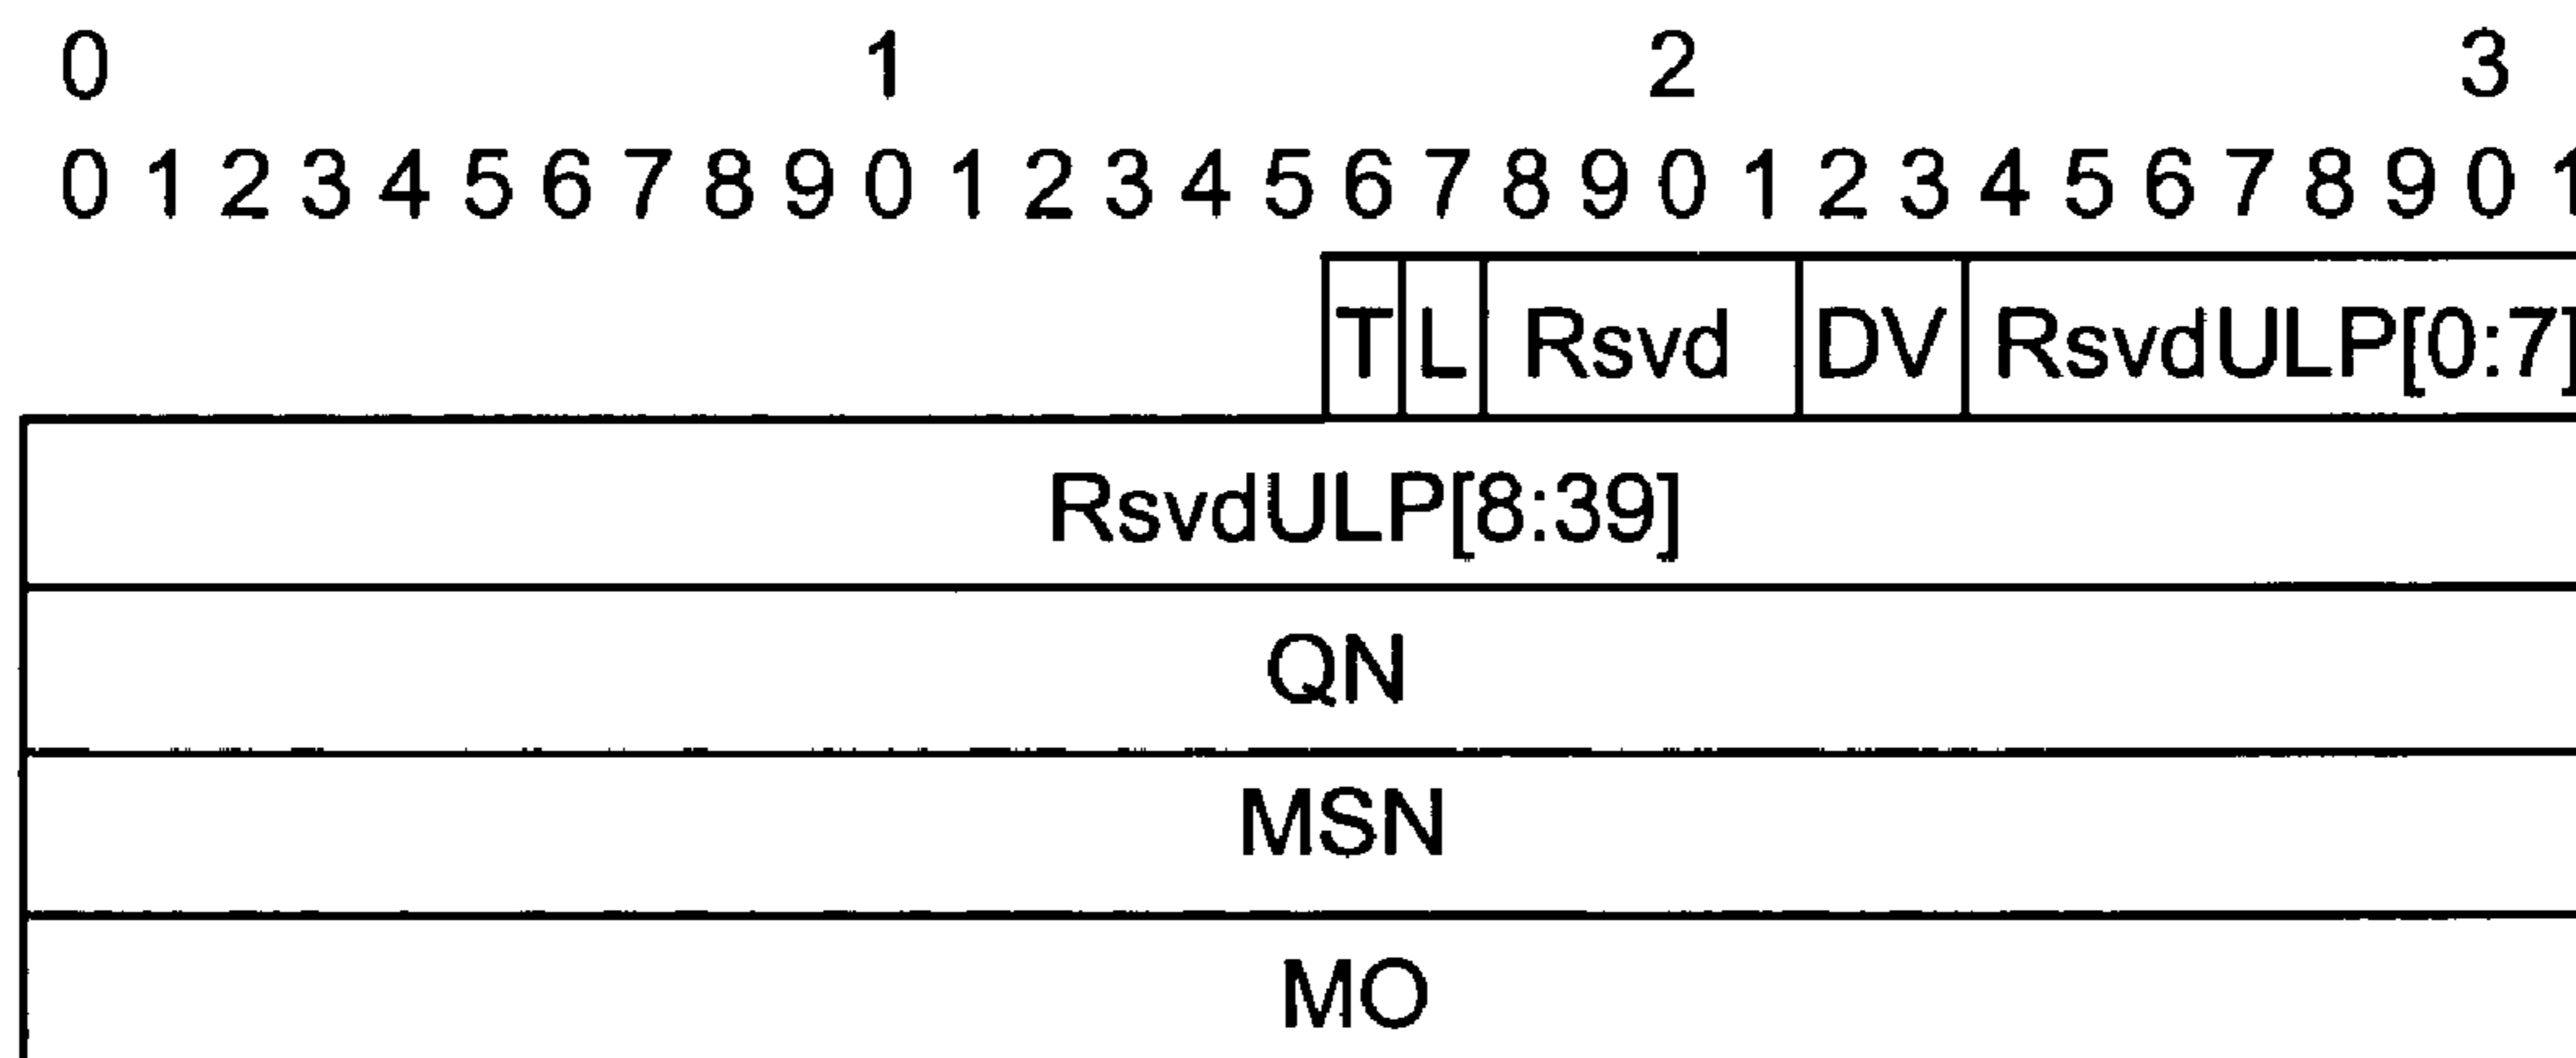 0 1 2 3
0 1 2 3 4 5 6 7 8 9 0 1 2 3 4 5 6 7 8 9 0 1 2 3 4 5 6 7 8 9 0 1
T L Rsvd DV RsvdULP[0:7]
RsvdULP[8:39]
QN
MSN
MO